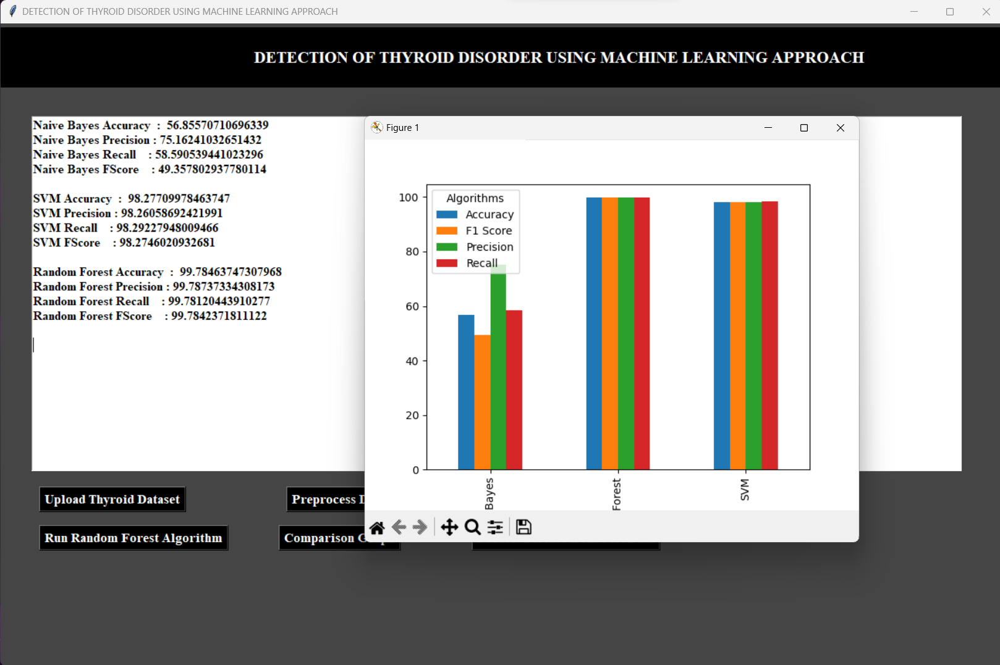 DETECTION OF THYROID DISORDER USING MACHINE LEARNING APPROACH
DETECTION OF THYROID DISORDER USING MACHINE LEARNING APPROACH
Naive Bayes Accuracy : 56.85570710696339
Naive Bayes Precision : 75.16241032651432
Naive Bayes Recall : 58.590539441023296
Naive Bayes FScore : 49.357802937780114
SVM Accuracy : 98.27709978463747
SVM Precision : 98.26058692421991
SVM Recall : 98.29227948009466
SVM FScore : 98.2746020932681
Random Forest Accuracy : 99.78463747307968
Random Forest Precision : 99.78737334308173
Random Forest Recall : 99.78120443910277
Random Forest FScore : 99.7842371811122
Figure 1
Algorithms
Accuracy
F1 Score
Precision
Recall
100
80
60
40
20
0
Bayes
Forest
SVM
Upload Thyroid Dataset
Preprocess
Run Random Forest Algorithm
Comparison